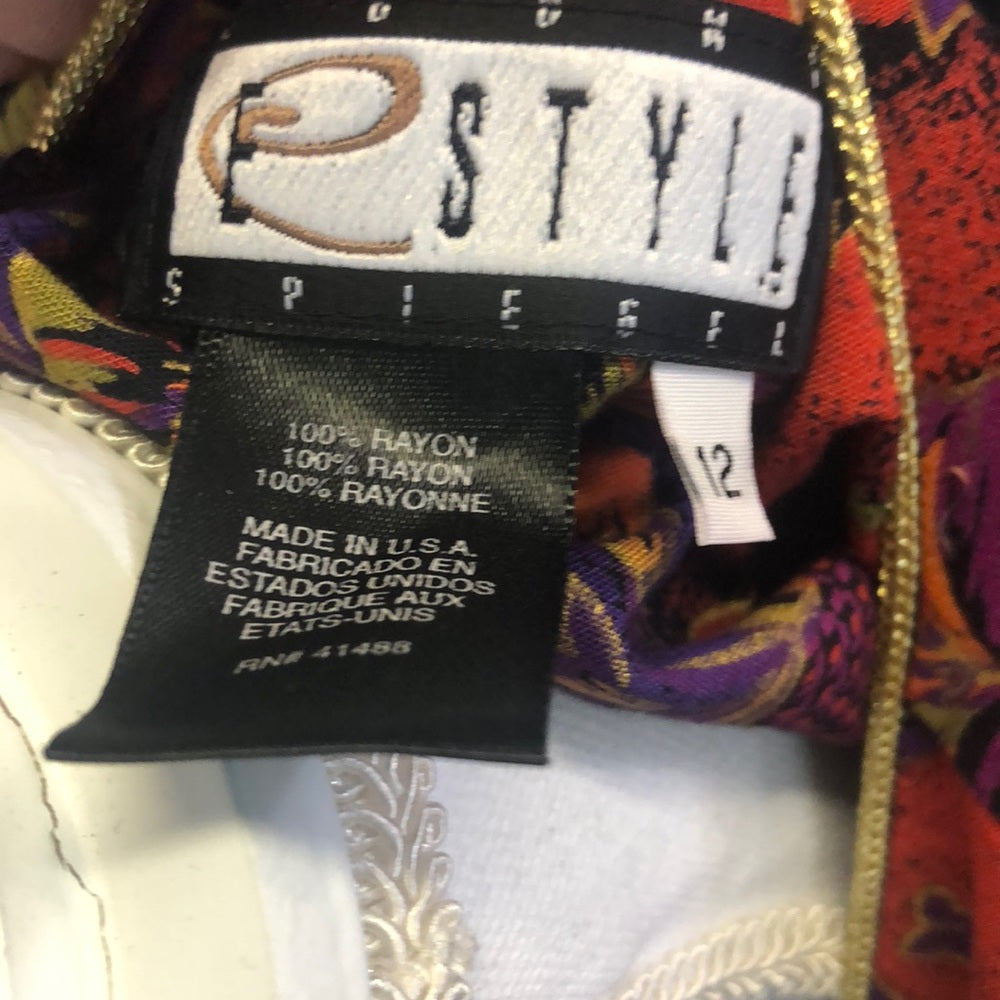 E STYLE
SPIEGEL
12
100% RAYON
100% RAYON
100% RAYONNE
MADE IN U.S.A.
FABRICADO EN
ESTADOS UNIDOS
FABRIQUE AUX
ETATS-UNIS
RN# 41488